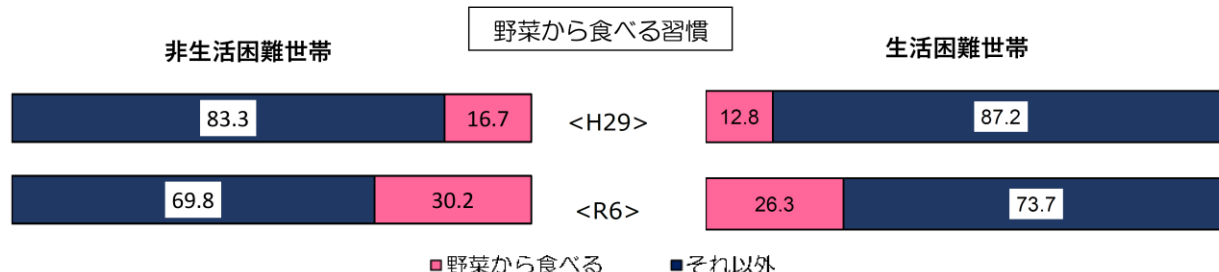 野菜から食べる習慣
非生活困難世帯
生活困難世帯
83.3 16.7 <H29> 12.8 87.2
69.8 30.2 <R6> 26.3 73.7
野菜から食べる それ以外